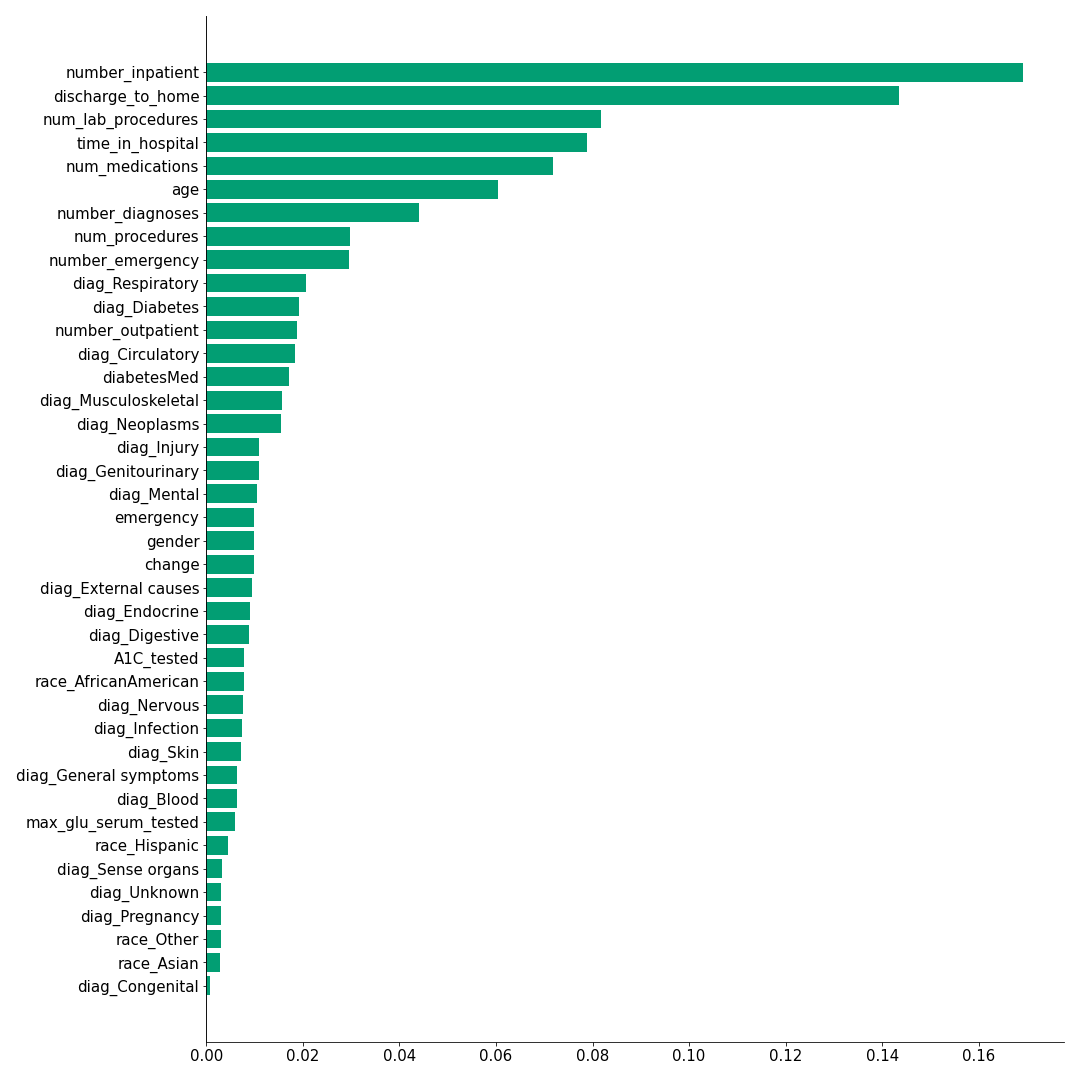 number_inpatient
discharge_to_home
num_lab_procedures
time_in_hospital
num_medications
age
number_diagnoses
num_procedures
number_emergency
diag_Respiratory
diag_Diabetes
number_outpatient
diag_Circulatory
diabetesMed
diag_Musculoskeletal
diag_Neoplasms
diag_Injury
diag_Genitourinary
diag_Mental
emergency
gender
change
diag_External causes
diag_Endocrine
diag_Digestive
A1C_tested
race_AfricanAmerican
diag_Nervous
diag_Infection
diag_Skin
diag_General symptoms
diag_Blood
max_glu_serum_tested
race_Hispanic
diag_Sense organs
diag_Unknown
diag_Pregnancy
race_Other
race_Asian
diag_Congenital
0.00 0.02 0.04 0.06 0.08 0.10 0.12 0.14 0.16